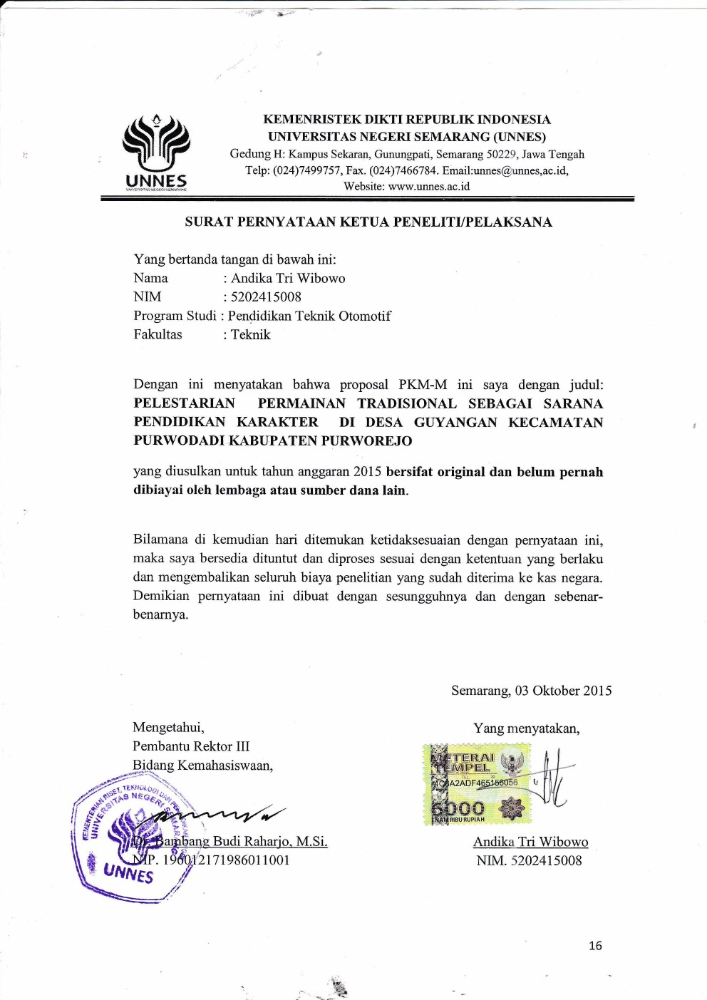 KEMENRISTEK DIKTI REPUBLIK INDONESIA
UNIVERSITAS NEGERI SEMARANG (UNNES)
Gedung H: Kampus Sekaran, Gunungpati, Semarang 50229, Jawa Tengah
Telp: (024)7499757, Fax. (024)7466784. Email:unnes@unnes,ac.id,
Website: www.unnes.ac.id
UNNES
UNIVERSITAS NEGERI SEMARANG
SURAT PERNYATAAN KETUA PENELITI/PELAKSANA
Yang bertanda tangan di bawah ini:
Nama : Andika Tri Wibowo
NIM : 5202415008
Program Studi : Pendidikan Teknik Otomotif
Fakultas : Teknik
Dengan ini menyatakan bahwa proposal PKM-M ini saya dengan judul:
PELESTARIAN PERMAINAN TRADISIONAL SEBAGAI SARANA
PENDIDIKAN KARAKTER DI DESA GUYANGAN KECAMATAN
PURWODADI KABUPATEN PURWOREJO
yang diusulkan untuk tahun anggaran 2015 bersifat original dan belum pernah
dibiayai oleh lembaga atau sumber dana lain.
Bilamana di kemudian hari ditemukan ketidaksesuaian dengan pernyataan ini,
maka saya bersedia dituntut dan diproses sesuai dengan ketentuan yang berlaku
dan mengembalikan seluruh biaya penelitian yang sudah diterima ke kas negara.
Demikian pernyataan ini dibuat dengan sesungguhnya dan dengan sebenar-
benarnya.
Semarang, 03 Oktober 2015
Mengetahui,
Pembantu Rektor III
Bidang Kemahasiswaan,
Yang menyatakan,
METERAI
TEMPEL
6000
ENAM RIBU RUPIAH
UNIVERSITAS NEGERI SEMARANG
UNNES
Dr. Bambang Budi Raharjo, M.Si.
NIP. 196012171986011001
Andika Tri Wibowo
NIM. 5202415008
16